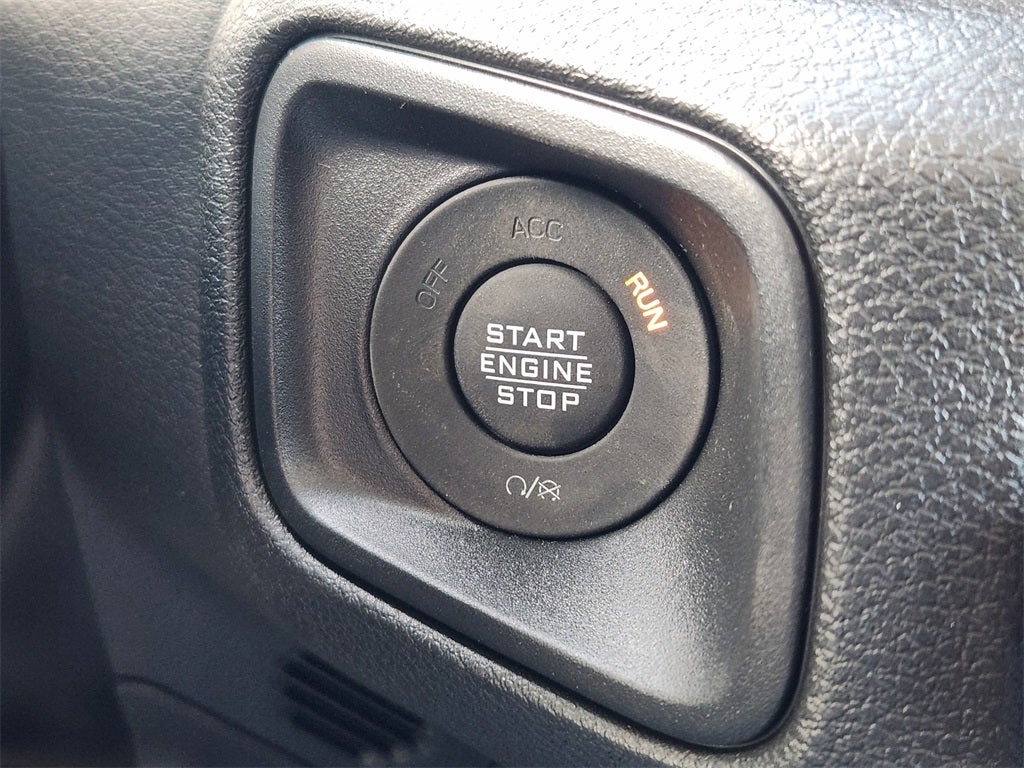 ACC
OFF
RUN
START
ENGINE
STOP